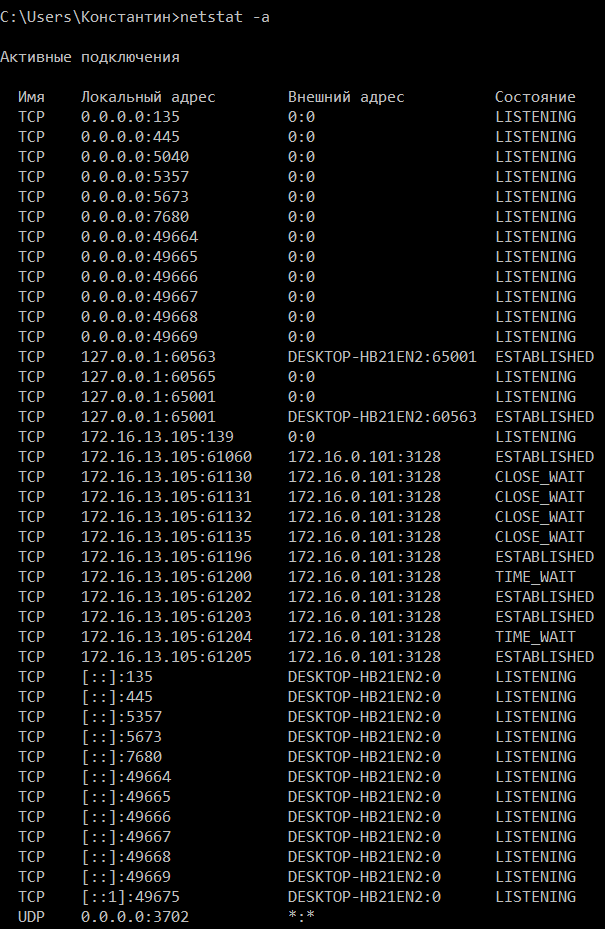 C:\Users\Константин>netstat -a
Активные подключения
Имя Локальный адрес Внешний адрес Состояние
TCP 0.0.0.0:135 0:0 LISTENING
TCP 0.0.0.0:445 0:0 LISTENING
TCP 0.0.0.0:5040 0:0 LISTENING
TCP 0.0.0.0:5357 0:0 LISTENING
TCP 0.0.0.0:5673 0:0 LISTENING
TCP 0.0.0.0:7680 0:0 LISTENING
TCP 0.0.0.0:49664 0:0 LISTENING
TCP 0.0.0.0:49665 0:0 LISTENING
TCP 0.0.0.0:49666 0:0 LISTENING
TCP 0.0.0.0:49667 0:0 LISTENING
TCP 0.0.0.0:49668 0:0 LISTENING
TCP 0.0.0.0:49669 0:0 LISTENING
TCP 127.0.0.1:60563 DESKTOP-HB21EN2:65001 ESTABLISHED
TCP 127.0.0.1:60565 0:0 LISTENING
TCP 127.0.0.1:65001 0:0 LISTENING
TCP 127.0.0.1:65001 DESKTOP-HB21EN2:60563 ESTABLISHED
TCP 172.16.13.105:139 0:0 LISTENING
TCP 172.16.13.105:61060 172.16.0.101:3128 ESTABLISHED
TCP 172.16.13.105:61130 172.16.0.101:3128 CLOSE_WAIT
TCP 172.16.13.105:61131 172.16.0.101:3128 CLOSE_WAIT
TCP 172.16.13.105:61132 172.16.0.101:3128 CLOSE_WAIT
TCP 172.16.13.105:61135 172.16.0.101:3128 CLOSE_WAIT
TCP 172.16.13.105:61196 172.16.0.101:3128 ESTABLISHED
TCP 172.16.13.105:61200 172.16.0.101:3128 TIME_WAIT
TCP 172.16.13.105:61202 172.16.0.101:3128 ESTABLISHED
TCP 172.16.13.105:61203 172.16.0.101:3128 ESTABLISHED
TCP 172.16.13.105:61204 172.16.0.101:3128 TIME_WAIT
TCP 172.16.13.105:61205 172.16.0.101:3128 ESTABLISHED
TCP [::]:135 DESKTOP-HB21EN2:0 LISTENING
TCP [::]:445 DESKTOP-HB21EN2:0 LISTENING
TCP [::]:5357 DESKTOP-HB21EN2:0 LISTENING
TCP [::]:5673 DESKTOP-HB21EN2:0 LISTENING
TCP [::]:7680 DESKTOP-HB21EN2:0 LISTENING
TCP [::]:49664 DESKTOP-HB21EN2:0 LISTENING
TCP [::]:49665 DESKTOP-HB21EN2:0 LISTENING
TCP [::]:49666 DESKTOP-HB21EN2:0 LISTENING
TCP [::]:49667 DESKTOP-HB21EN2:0 LISTENING
TCP [::]:49668 DESKTOP-HB21EN2:0 LISTENING
TCP [::]:49669 DESKTOP-HB21EN2:0 LISTENING
TCP [::1]:49675 DESKTOP-HB21EN2:0 LISTENING
UDP 0.0.0.0:3702 *:*